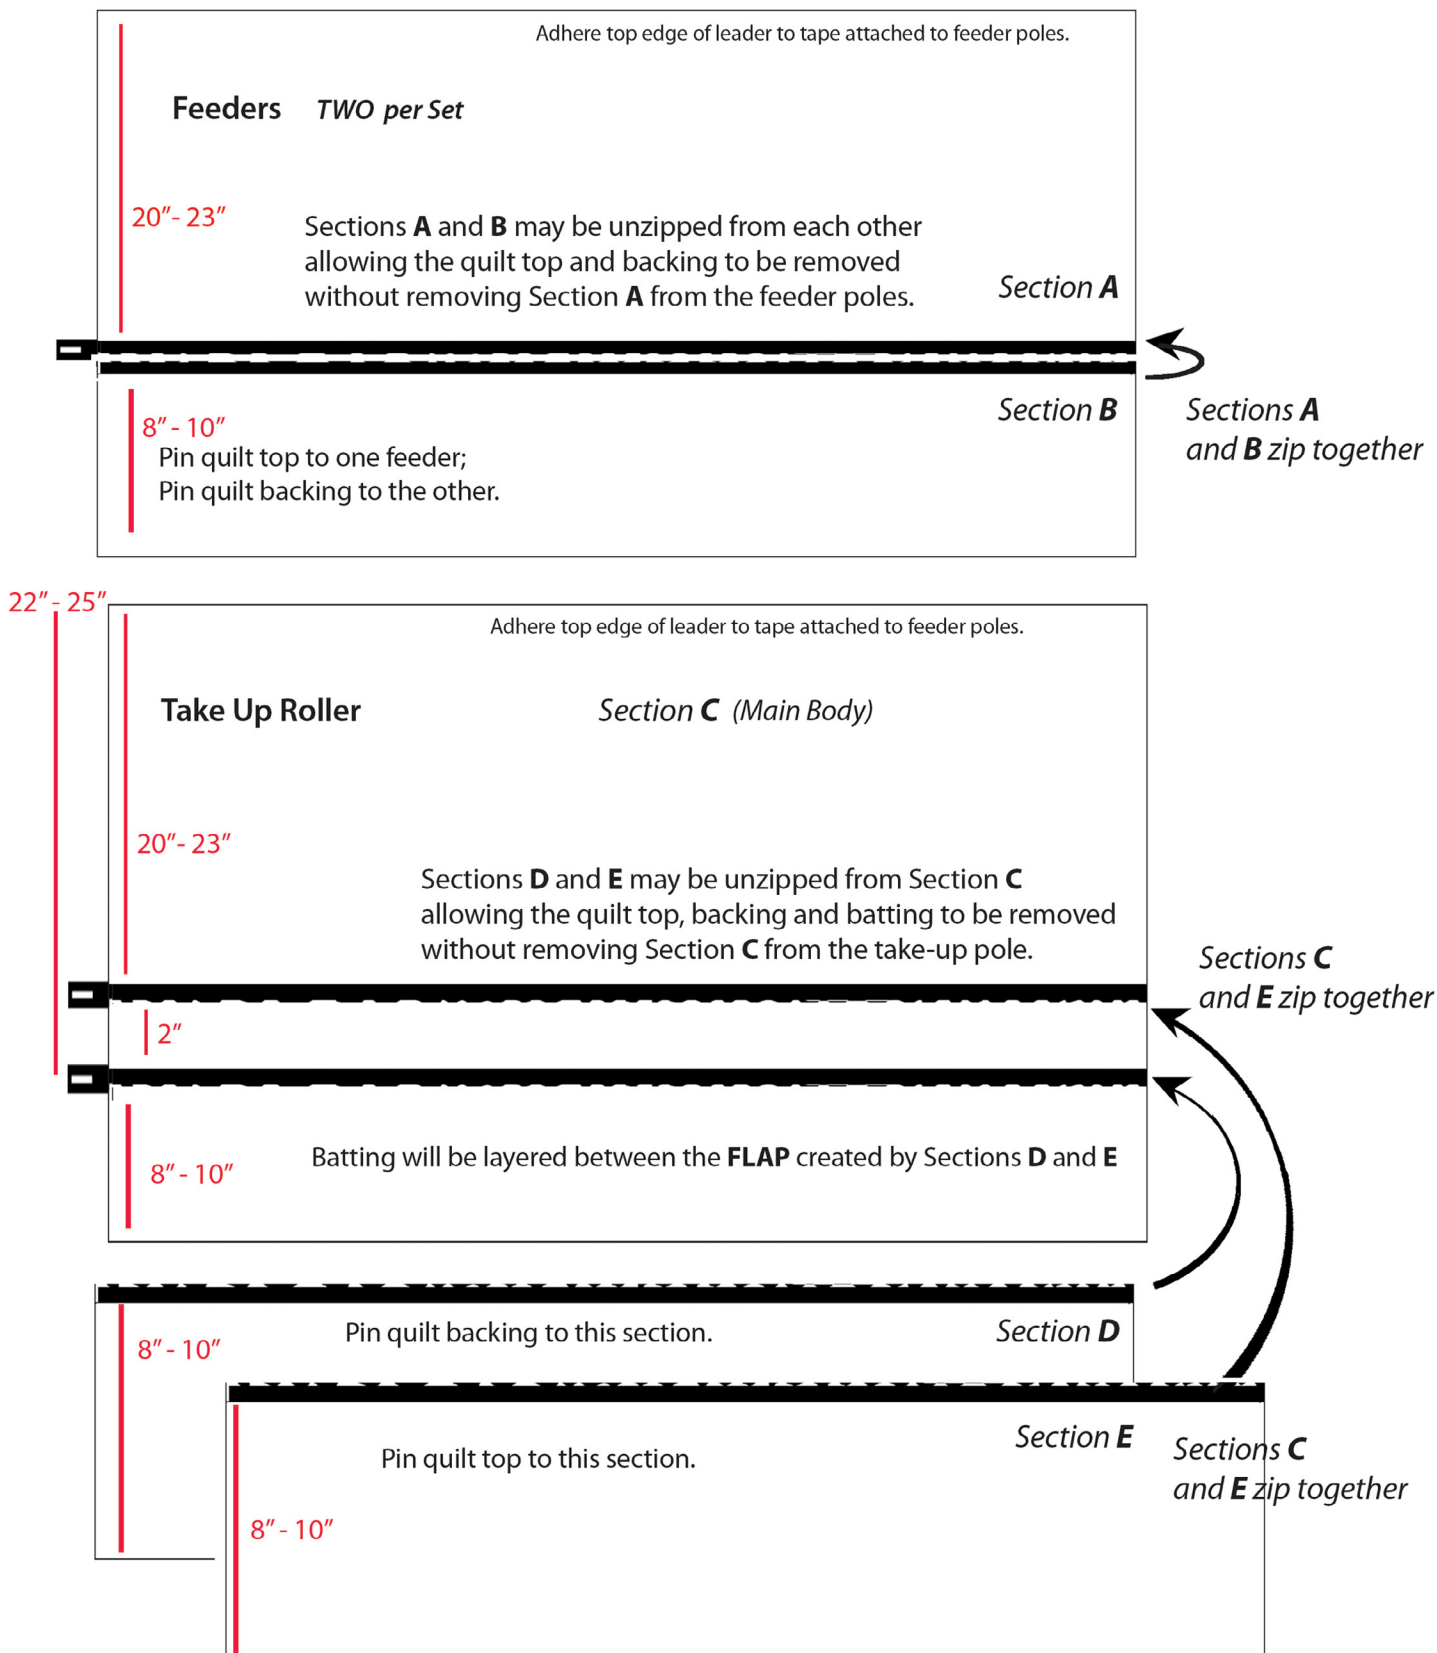 Adhere top edge of leader to tape attached to feeder poles.
Feeders TWO per Set
20”- 23”
Sections A and B may be unzipped from each other
allowing the quilt top and backing to be removed
without removing Section A from the feeder poles.
Section A
Section B
Sections A
and B zip together
8” - 10”
Pin quilt top to one feeder;
Pin quilt backing to the other.
22” - 25”
Adhere top edge of leader to tape attached to feeder poles.
Take Up Roller
Section C (Main Body)
20”- 23”
Sections D and E may be unzipped from Section C
allowing the quilt top, backing and batting to be removed
without removing Section C from the take-up pole.
Sections C
and E zip together
2”
8” - 10”
Batting will be layered between the FLAP created by Sections D and E
Pin quilt backing to this section.
Section D
8” - 10”
Section E
Pin quilt top to this section.
Sections C
and E zip together
8” - 10”